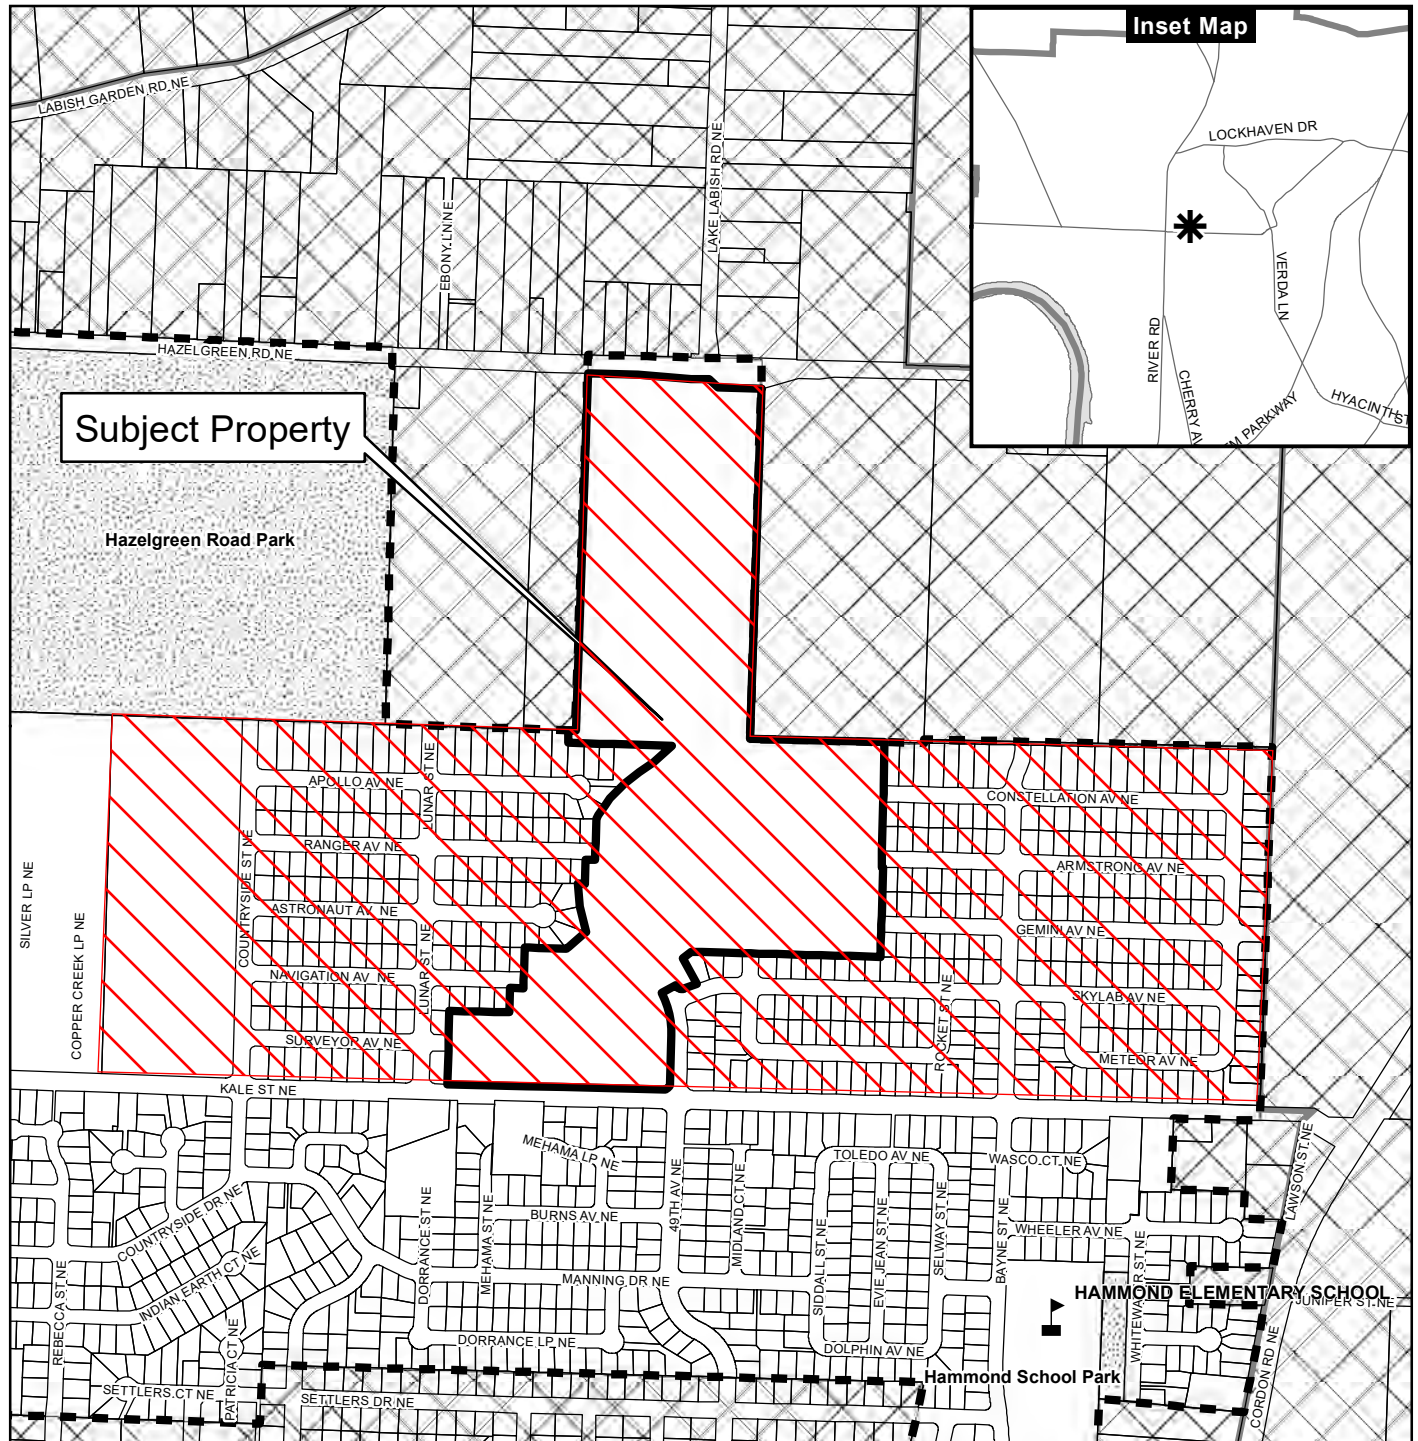 Inset Map
LOCKHAVEN DR
VERDA LN
RIVER RD
CHERRY AV
HYACINTH ST
EM PARKWAY
LABISH GARDEN RD NE
LAKE LABISH RD NE
EBONY LN NE
HAZELGREEN RD NE
Subject Property
Hazelgreen Road Park
LUNAR ST NE
APOLLO AV NE
CONSTELLATION AV NE
RANGER AV NE
ARMSTRONG AV NE
COUNTRYSIDE ST NE
SILVER LP NE
ASTRONAUT AV NE
GEMINI AV NE
COPPER CREEK LP NE
LUNAR ST NE
NAVIGATION AV NE
SKYLAB AV NE
ROCKET ST NE
SURVEYOR AV NE
METEOR AV NE
KALE ST NE
MEHAMA LP NE
TOLEDO AV NE
WASCO CT NE
LAWSON ST NE
COUNTRYSIDE DR NE
DORRANCE ST NE
MEHAMA ST NE
BURNS AV NE
49TH AV NE
MIDLAND CT NE
SIDDALL ST NE
EVIE JEAN ST NE
SELWAY ST NE
BAYNE ST NE
WHEELER AV NE
INDIAN EARTH CT NE
MANNING DR NE
WHITEWATER ST NE
HAMMOND ELEMENTARY SCHOOL
JUNIPER ST NE
REBECCA ST NE
DORRANCE LP NE
DOLPHIN AV NE
PATRICIA CT NE
Hammond School Park
CORDON RD NE
SETTLERS CT NE
SETTLERS DR NE